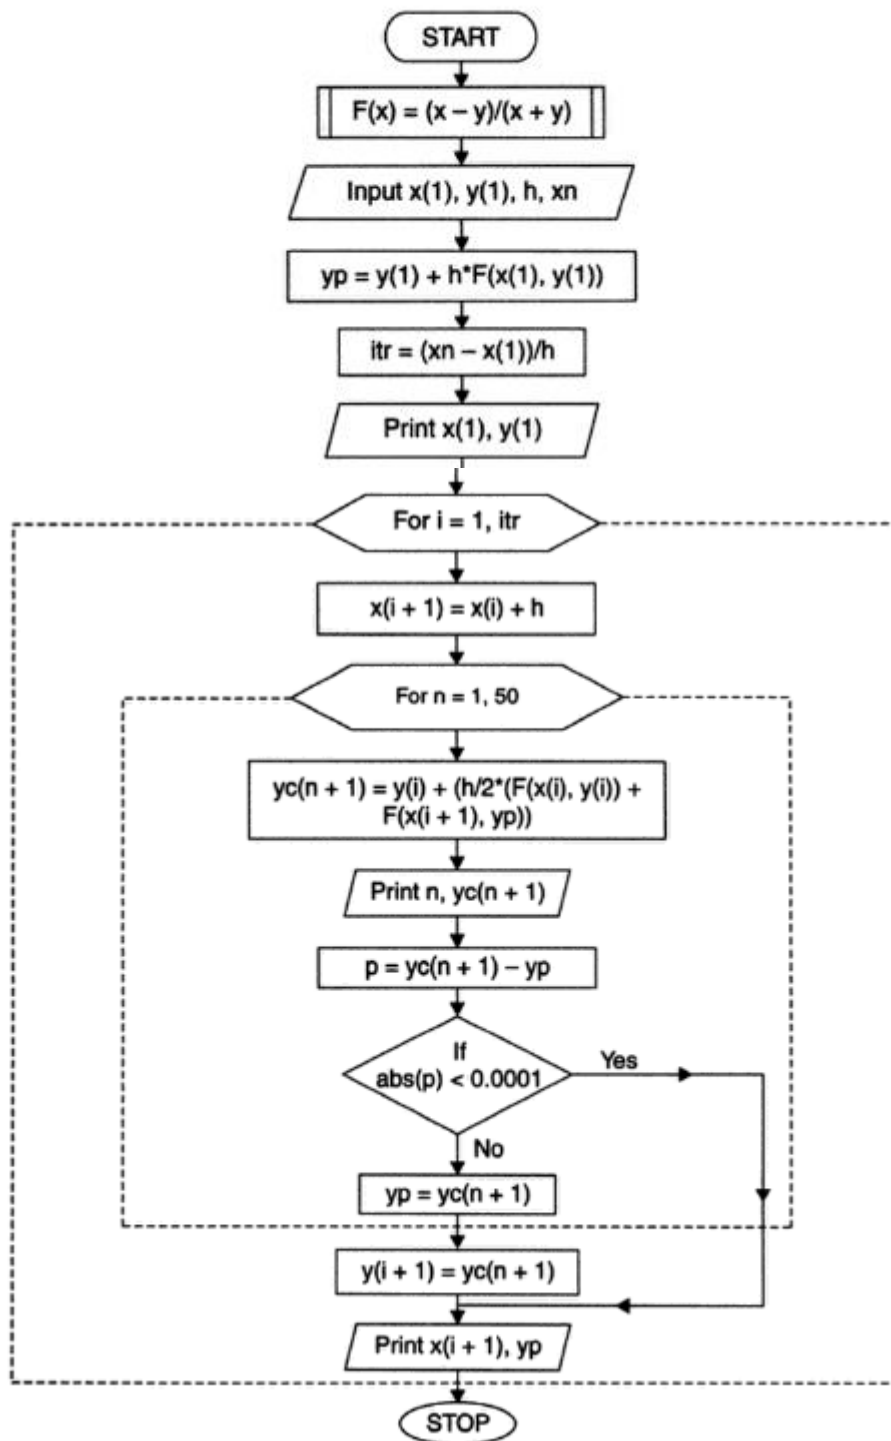 START
F(x) = (x – y)/(x + y)
Input x(1), y(1), h, xn
yp = y(1) + h*F(x(1), y(1))
itr = (xn – x(1))/h
Print x(1), y(1)
For i = 1, itr
x(i + 1) = x(i) + h
For n = 1, 50
yc(n + 1) = y(i) + (h/2*(F(x(i), y(i)) +
F(x(i + 1), yp))
Print n, yc(n + 1)
p = yc(n + 1) – yp
If
abs(p) < 0.0001
Yes
No
yp = yc(n + 1)
y(i + 1) = yc(n + 1)
Print x(i + 1), yp
STOP